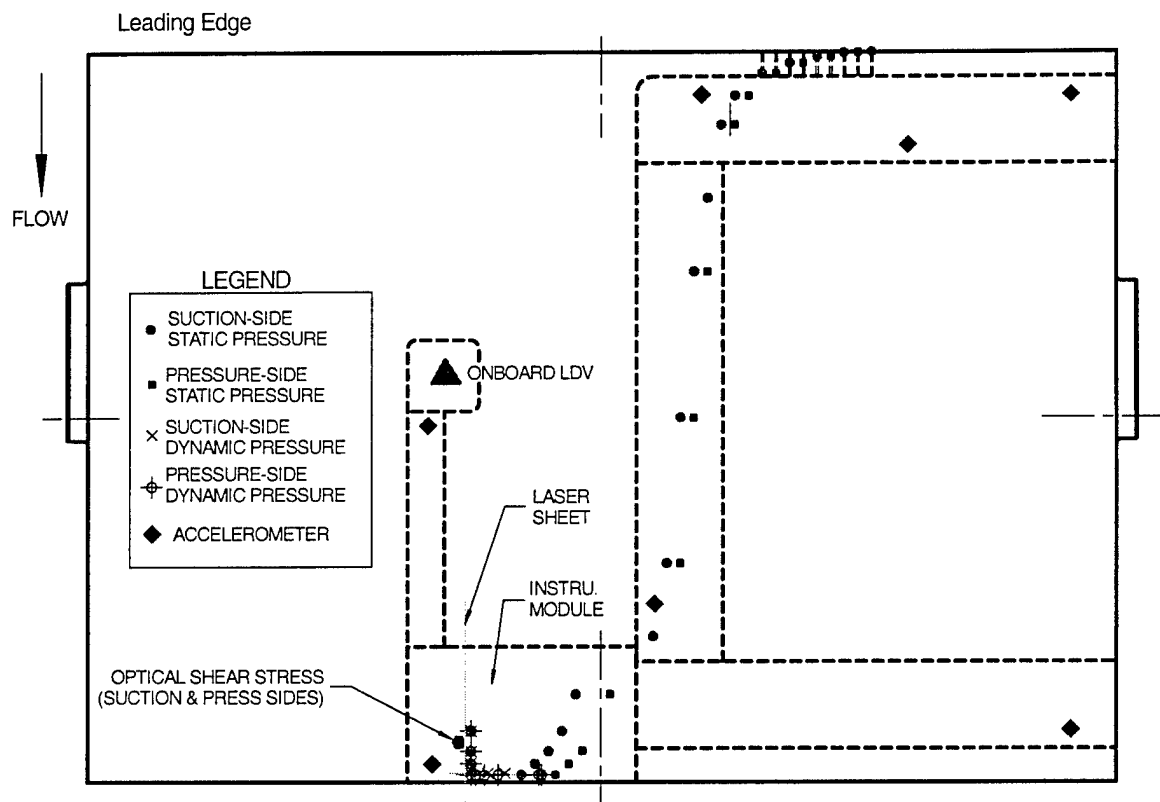 Leading Edge
FLOW
LEGEND
SUCTION-SIDE
STATIC PRESSURE
PRESSURE-SIDE
STATIC PRESSURE
SUCTION-SIDE
DYNAMIC PRESSURE
PRESSURE-SIDE
DYNAMIC PRESSURE
ACCELEROMETER
ONBOARD LDV
LASER
SHEET
INSTRU.
MODULE
OPTICAL SHEAR STRESS
(SUCTION & PRESS SIDES)